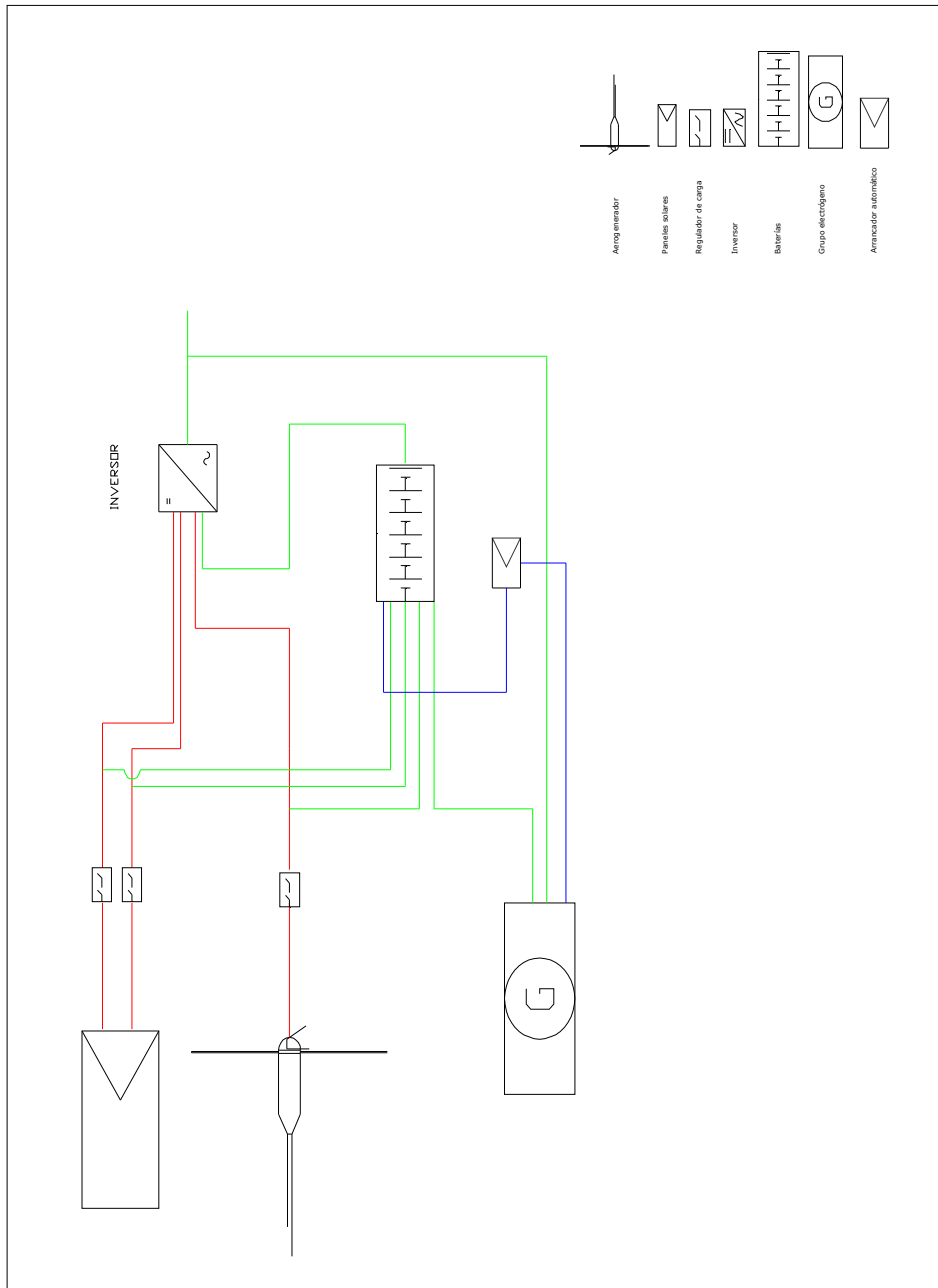 Aerogenerador
Paneles solares
Regulador de carga
Inversor
Baterías
Grupo electrógeno
Arrancador automático
G
INVERSOR
G